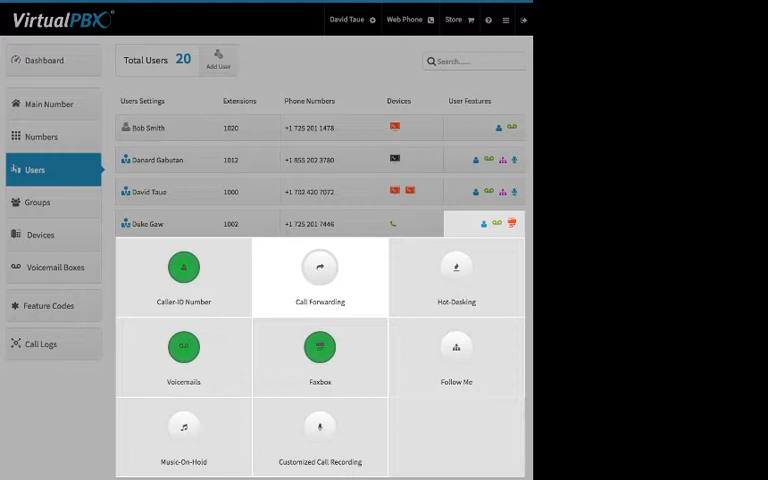 VirtualPBX
David Taue
Web Phone
Store
Dashboard
Main Number
Numbers
Users
Groups
Devices
Voicemail Boxes
Feature Codes
Call Logs
Total Users 20
Add User
Search......
Users Settings Extensions Phone Numbers Devices User Features
Bob Smith 1020 +1 725 201 1478
Danard Gabutan 1012 +1 855 202 3780
David Taue 1000 +1 702 420 7072
Duke Gaw 1002 +1 725 201 7446
Caller-ID Number Call Forwarding Hot-Desking
Voicemails Faxbox Follow Me
Music-On-Hold Customized Call Recording